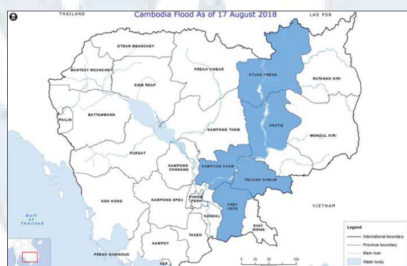 THAILAND
Cambodia Flood As of 17 August 2018
LAO PDR
OTDAR MEANCHEY
BANTEAY MEANCHEY
PREAH VIHEAR
STUNG TRENG
RATANAK KIRI
SIEM REAP
BATTAMBANG
PAILIN
KAMPONG THOM
KRATIE
MONDUL KIRI
PURSAT
KAMPONG CHHNANG
KAMPONG CHAM
TBOUNG KHMUM
KOH KONG
KAMPONG SPEU
PHNOM PENH
PREY VENG
KANDAL
VIETNAM
Gulf of Thailand
TAKEO
SVAY RIENG
KAMPOT
PREAH SIHANOUK
KEP
Legend
International boundary
Province boundary
Main river
Water body